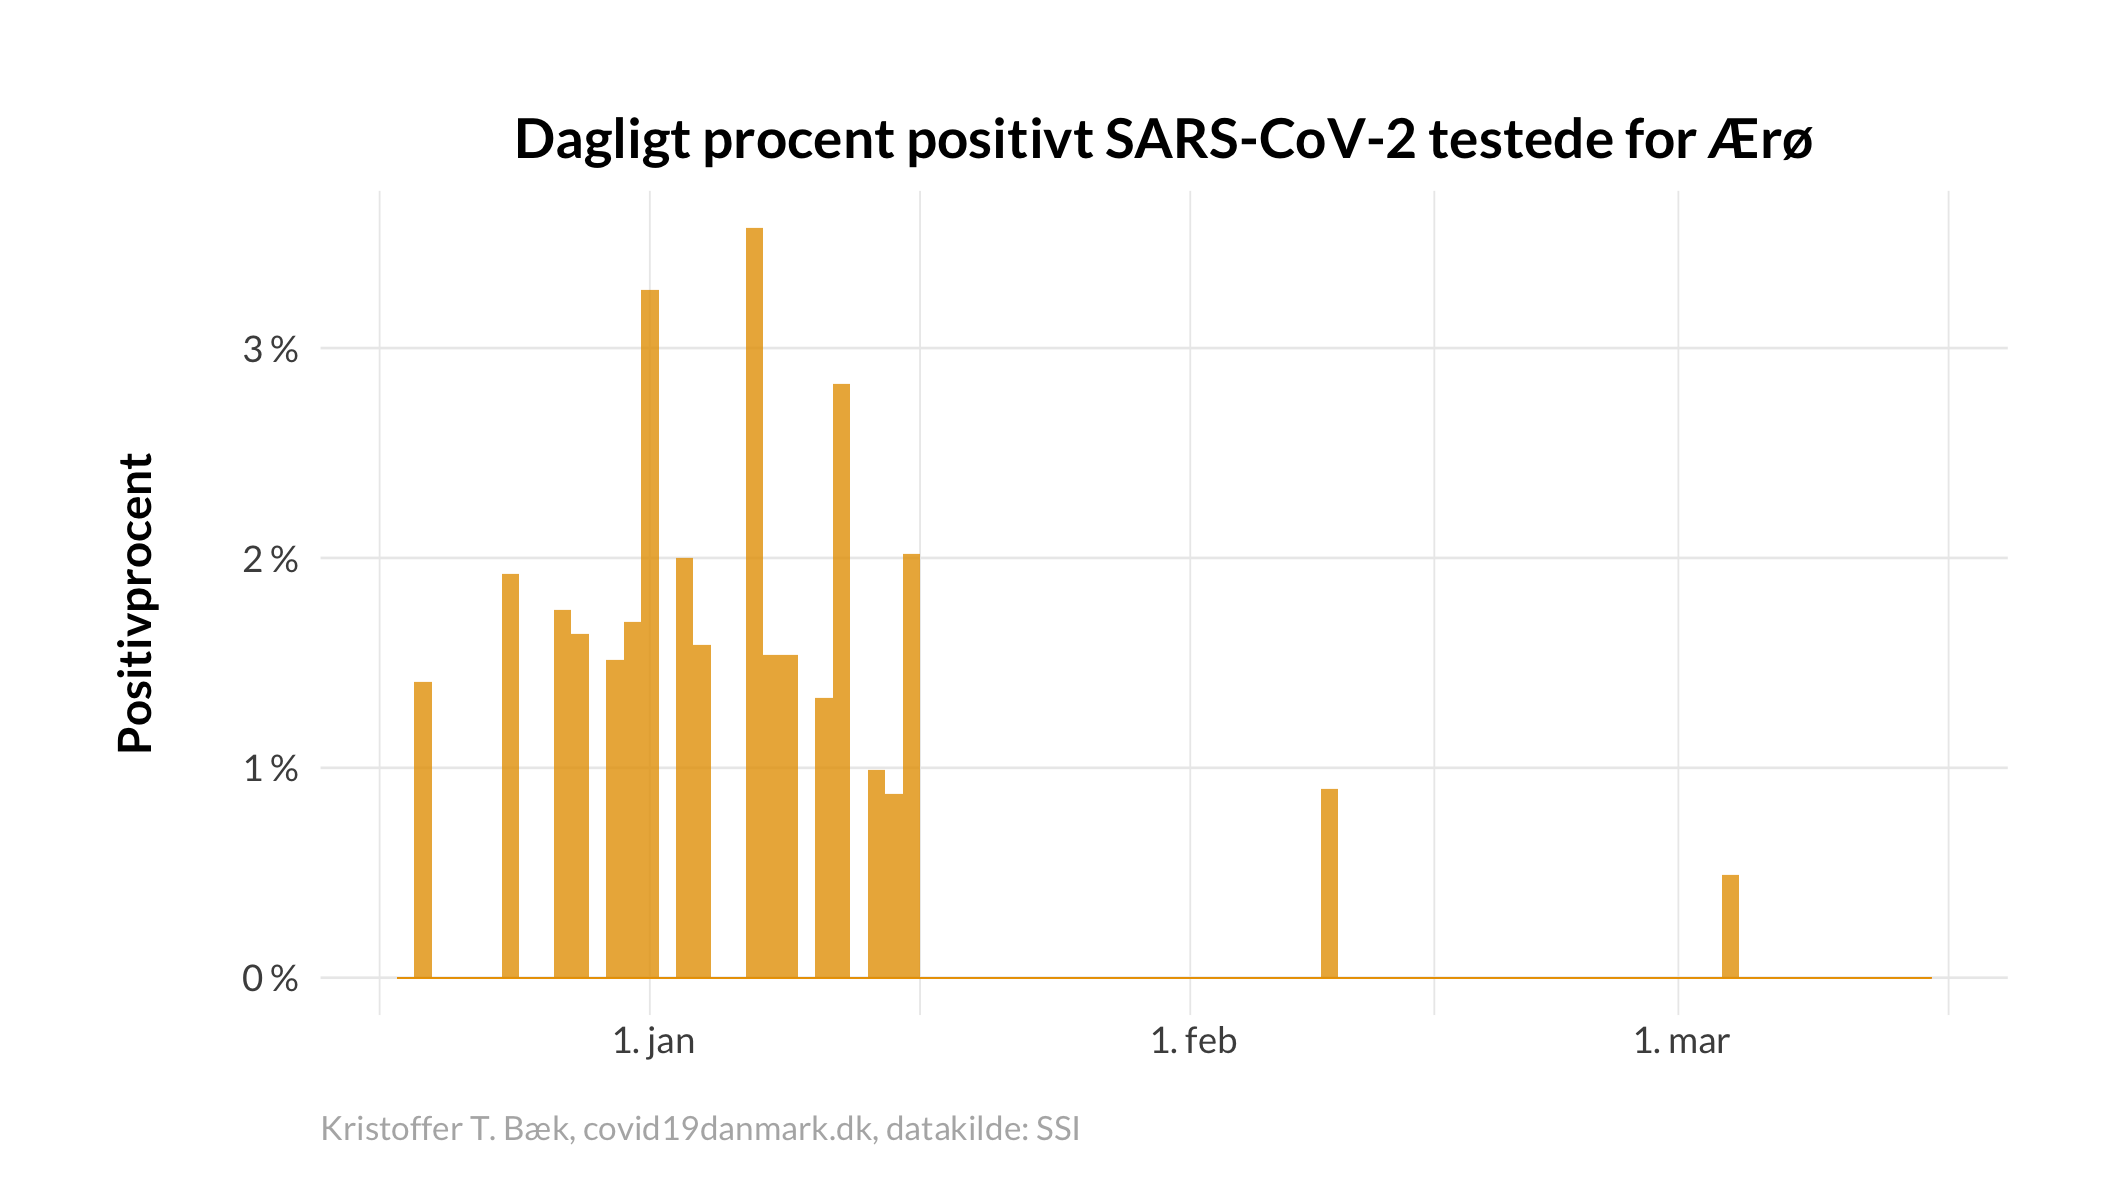 Dagligt procent positivt SARS-CoV-2 testede for Ærø
Positivprocent
3 %
2 %
1 %
0 %
1. jan
1. feb
1. mar
Kristoffer T. Bæk, covid19danmark.dk, datakilde: SSI